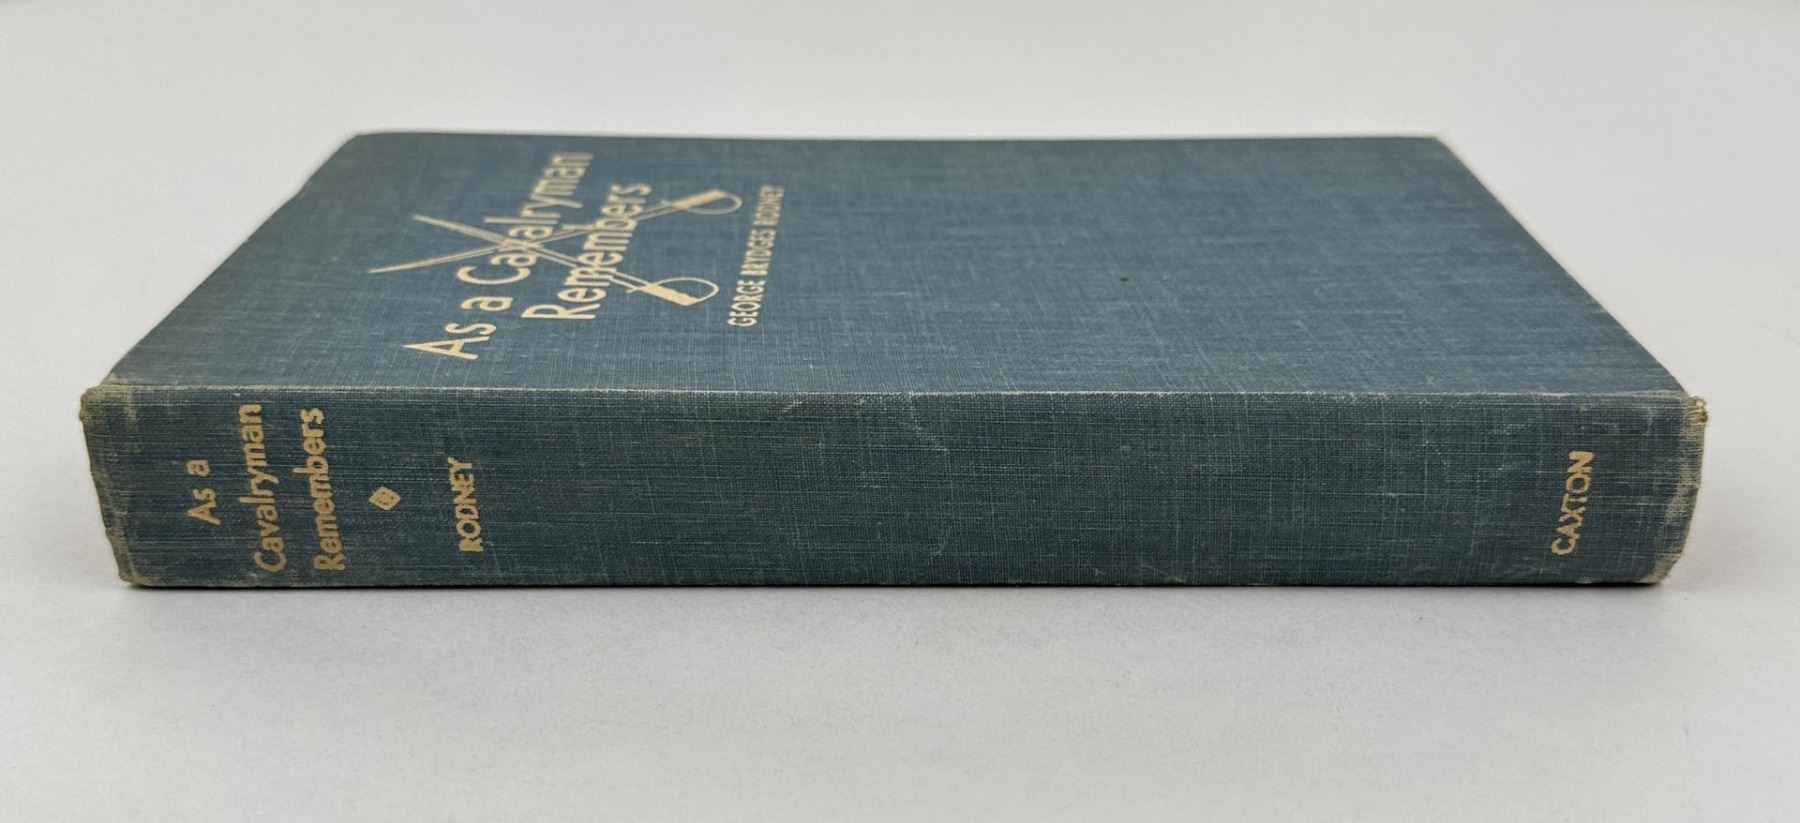 As a Cavalryman
Remembers
GEORGE BRYDGES RODNEY
As a
Cavalryman
Remembers
RODNEY
CAXTON